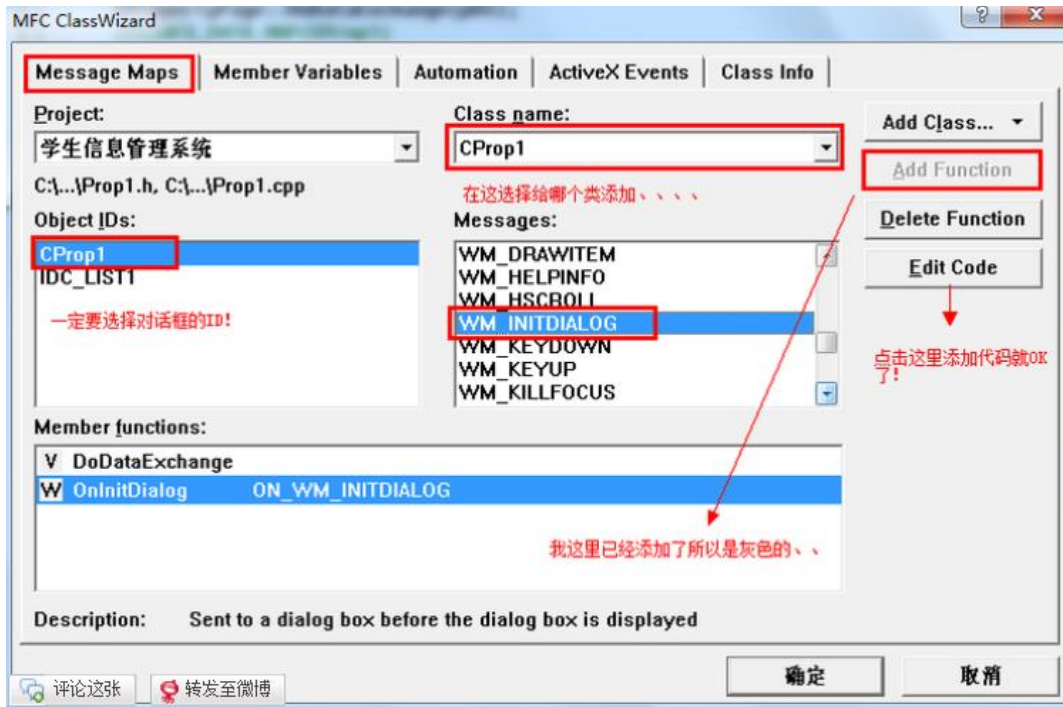 MFC ClassWizard
Message Maps
Member Variables
Automation
ActiveX Events
Class Info
Project:
学生信息管理系统
C:\...\Prop1.h, C:\...\Prop1.cpp
Class name:
CProp1
在这选择给哪个类添加、、、、
Add Class...
Add Function
Delete Function
Edit Code
点击这里添加代码就OK
了!
Object IDs:
CProp1
IDC_LIST1
一定要选择对话框的ID!
Messages:
WM_DRAWITEM
WM_HELPINFO
WM_HSCROLL
WM_INITDIALOG
WM_KEYDOWN
WM_KEYUP
WM_KILLFOCUS
Member functions:
V DoDataExchange
W OnInitDialog ON_WM_INITDIALOG
我这里已经添加了所以是灰色的、、
Description: Sent to a dialog box before the dialog box is displayed
确定
取消
评论这张
转发至微博